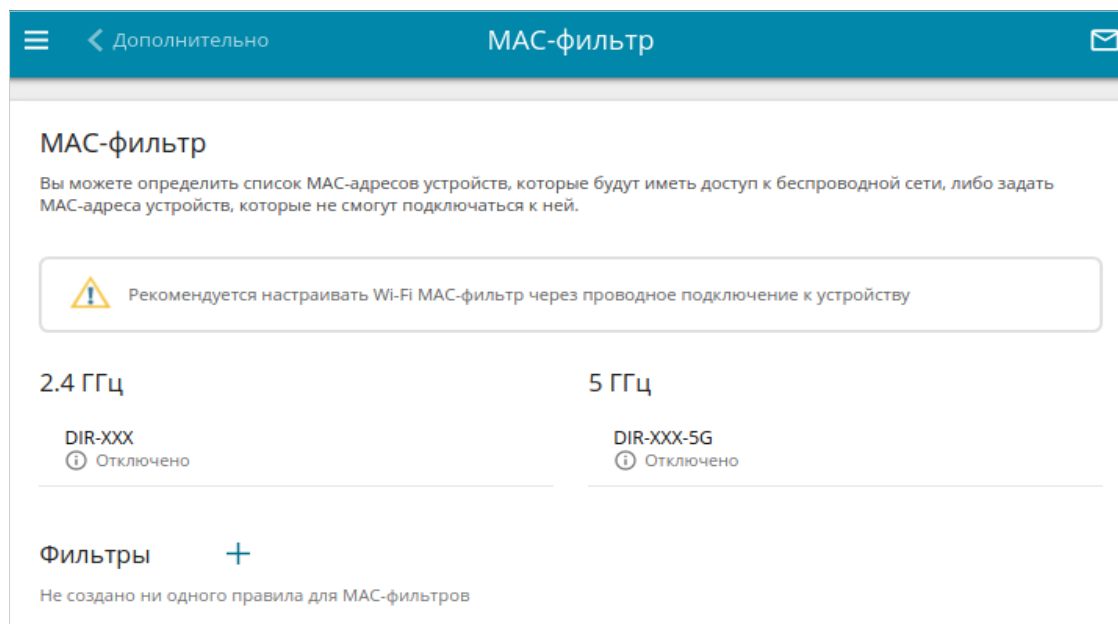 Дополнительно
MAC-фильтр
MAC-фильтр
Вы можете определить список MAC-адресов устройств, которые будут иметь доступ к беспроводной сети, либо задать
MAC-адреса устройств, которые не смогут подключаться к ней.
Рекомендуется настраивать Wi-Fi MAC-фильтр через проводное подключение к устройству
2.4 ГГц
5 ГГц
DIR-XXX
Отключено
DIR-XXX-5G
Отключено
Фильтры
Не создано ни одного правила для MAC-фильтров